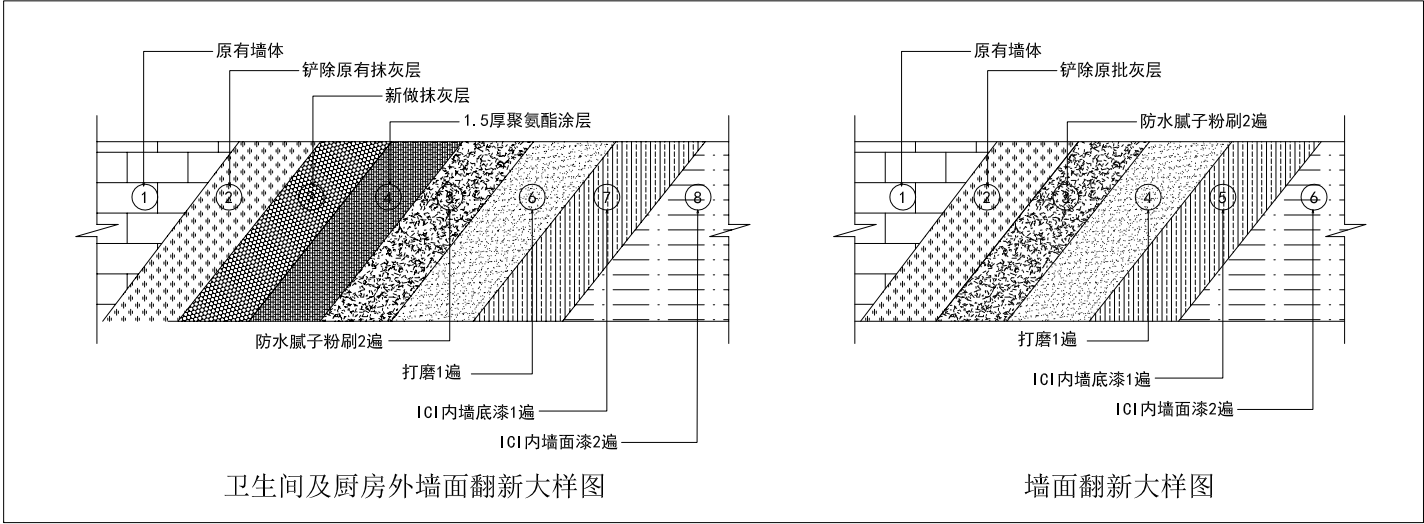 原有墙体
铲除原有抹灰层
新做抹灰层
1.5厚聚氨酯涂层
1
2
4
5
6
7
8
防水腻子粉刷2遍
打磨1遍
ICI内墙底漆1遍
ICI内墙面漆2遍
卫生间及厨房外墙面翻新大样图
原有墙体
铲除原批灰层
防水腻子粉刷2遍
1
2
3
4
5
6
打磨1遍
ICI内墙底漆1遍
ICI内墙面漆2遍
墙面翻新大样图